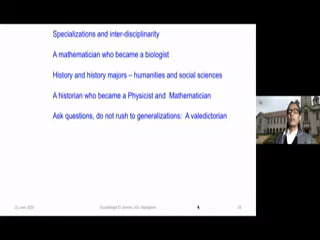 Specializations and inter-disciplinarity
A mathematician who became a biologist
History and history majors – humanities and social sciences
A historian who became a Physicist and Mathematician
Ask questions, do not rush to generalizations: A valedictorian